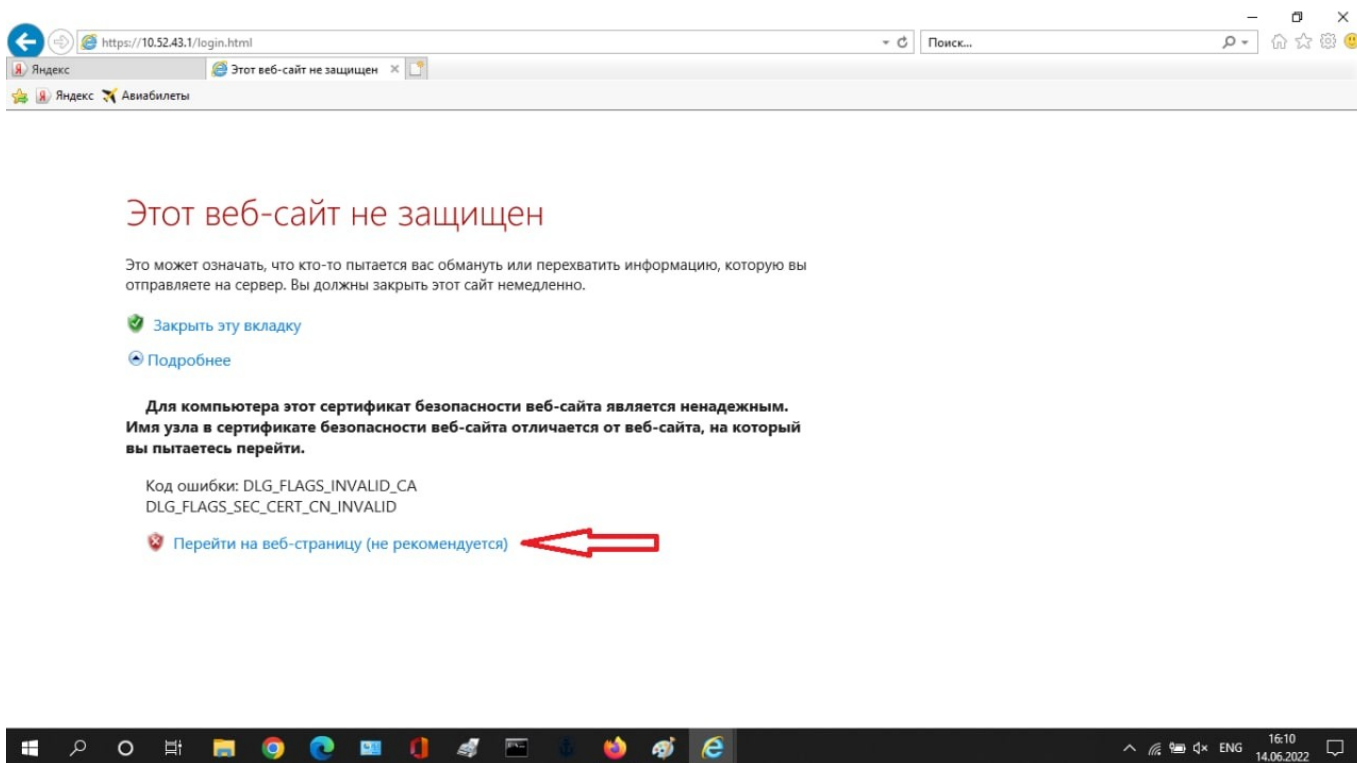 https://10.52.43.1/login.html
Поиск...
Яндекс
Этот веб-сайт не защищен
Яндекс
Авиабилеты
Этот веб-сайт не защищен
Это может означать, что кто-то пытается вас обмануть или перехватить информацию, которую вы
отправляете на сервер. Вы должны закрыть этот сайт немедленно.
Закрыть эту вкладку
Подробнее
Для компьютера этот сертификат безопасности веб-сайта является ненадежным.
Имя узла в сертификате безопасности веб-сайта отличается от веб-сайта, на который
вы пытаетесь перейти.
Код ошибки: DLG_FLAGS_INVALID_CA
DLG_FLAGS_SEC_CERT_CN_INVALID
Перейти на веб-страницу (не рекомендуется)
ENG
16:10
14.06.2022